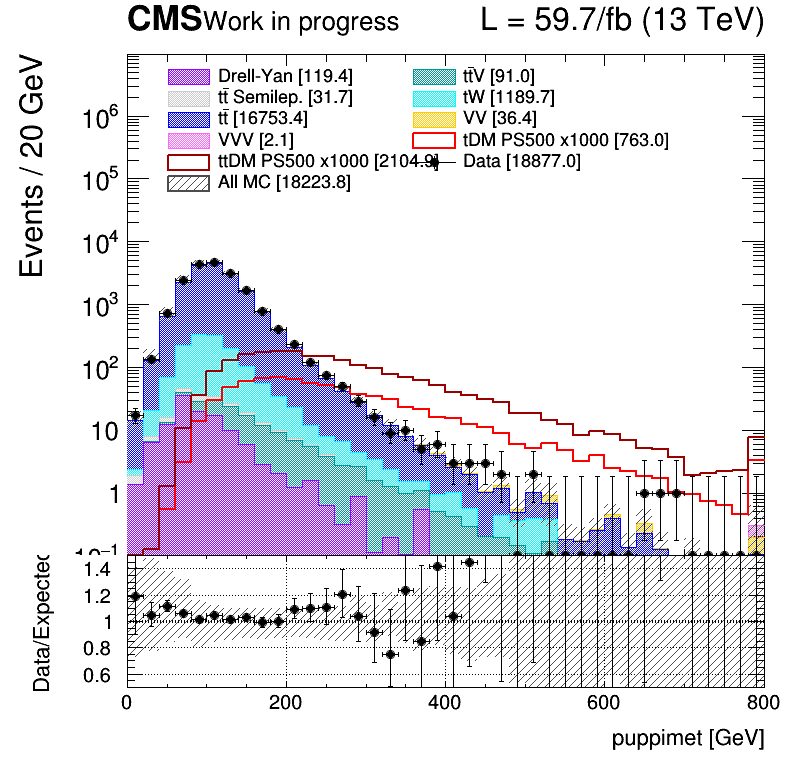 CMS Work in progress L = 59.7/fb (13 TeV)
Events / 20 GeV
Drell-Yan [119.4] tt̄V [91.0]
tt̄ Semilep. [31.7] tW [1189.7]
tt̄ [16753.4] VV [36.4]
VVV [2.1] tDM PS500 x1000 [763.0]
ttDM PS500 x1000 [2104.9] Data [18877.0]
All MC [18223.8]
10⁶
10⁵
10⁴
10³
10²
10
1
10⁻¹
Data/Expected
1.4
1.2
1
0.8
0.6
0 200 400 600 800
puppimet [GeV]